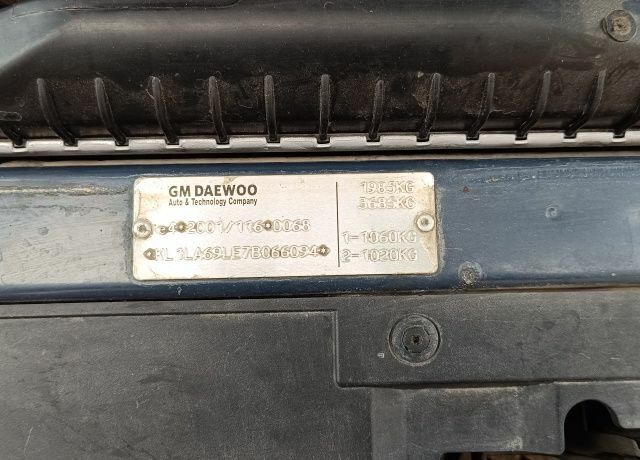 GM DAEWOO
Auto & Technology Company
e4*2001/116*0068
*KL1LA69LE7B066094*
1985KG
3685KG
1-1060KG
2-1020KG